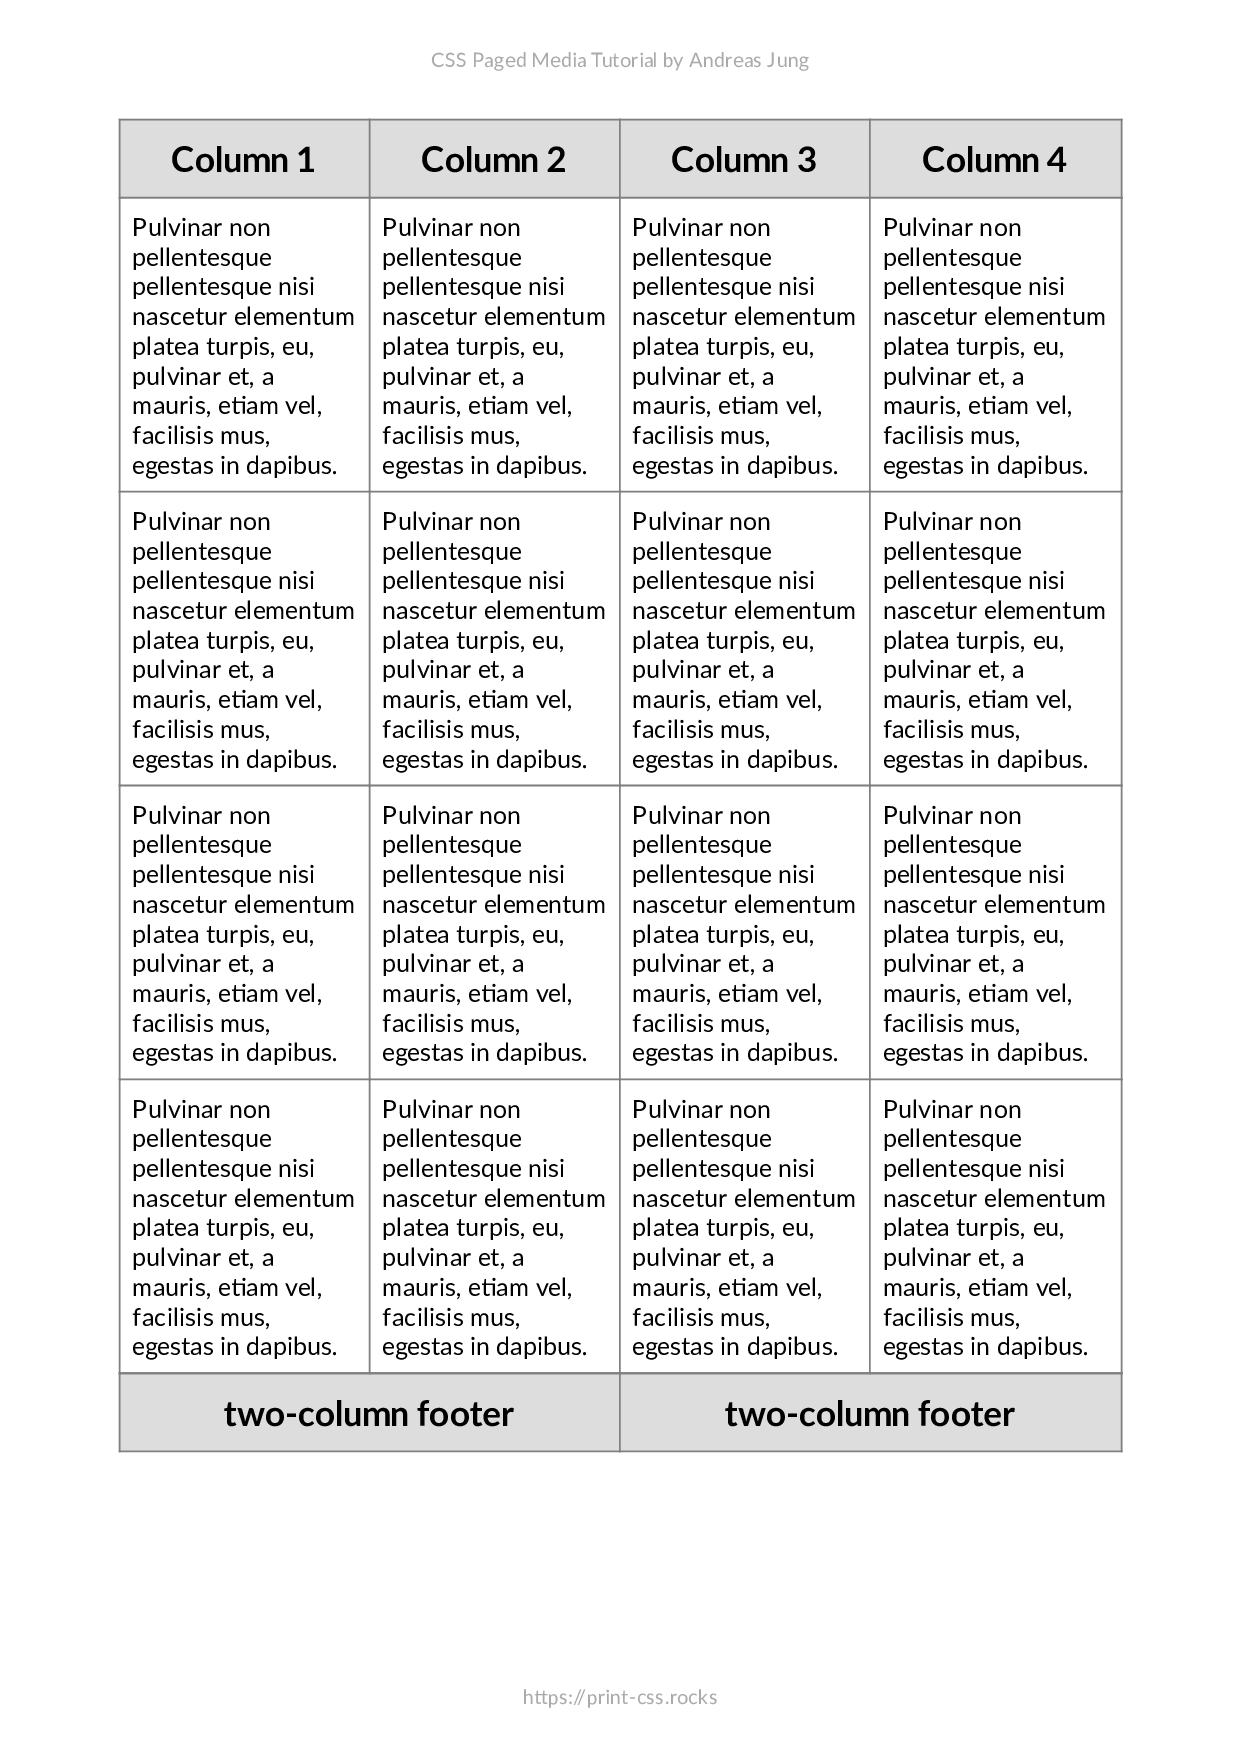 CSS Paged Media Tutorial by Andreas Jung
Column 1 Column 2 Column 3 Column 4
Pulvinar non Pulvinar non Pulvinar non Pulvinar non
pellentesque pellentesque pellentesque pellentesque
pellentesque nisi pellentesque nisi pellentesque nisi pellentesque nisi
nascetur elementum nascetur elementum nascetur elementum nascetur elementum
platea turpis, eu, platea turpis, eu, platea turpis, eu, platea turpis, eu,
pulvinar et, a pulvinar et, a pulvinar et, a pulvinar et, a
mauris, etiam vel, mauris, etiam vel, mauris, etiam vel, mauris, etiam vel,
facilisis mus, facilisis mus, facilisis mus, facilisis mus,
egestas in dapibus. egestas in dapibus. egestas in dapibus. egestas in dapibus.
Pulvinar non Pulvinar non Pulvinar non Pulvinar non
pellentesque pellentesque pellentesque pellentesque
pellentesque nisi pellentesque nisi pellentesque nisi pellentesque nisi
nascetur elementum nascetur elementum nascetur elementum nascetur elementum
platea turpis, eu, platea turpis, eu, platea turpis, eu, platea turpis, eu,
pulvinar et, a pulvinar et, a pulvinar et, a pulvinar et, a
mauris, etiam vel, mauris, etiam vel, mauris, etiam vel, mauris, etiam vel,
facilisis mus, facilisis mus, facilisis mus, facilisis mus,
egestas in dapibus. egestas in dapibus. egestas in dapibus. egestas in dapibus.
Pulvinar non Pulvinar non Pulvinar non Pulvinar non
pellentesque pellentesque pellentesque pellentesque
pellentesque nisi pellentesque nisi pellentesque nisi pellentesque nisi
nascetur elementum nascetur elementum nascetur elementum nascetur elementum
platea turpis, eu, platea turpis, eu, platea turpis, eu, platea turpis, eu,
pulvinar et, a pulvinar et, a pulvinar et, a pulvinar et, a
mauris, etiam vel, mauris, etiam vel, mauris, etiam vel, mauris, etiam vel,
facilisis mus, facilisis mus, facilisis mus, facilisis mus,
egestas in dapibus. egestas in dapibus. egestas in dapibus. egestas in dapibus.
Pulvinar non Pulvinar non Pulvinar non Pulvinar non
pellentesque pellentesque pellentesque pellentesque
pellentesque nisi pellentesque nisi pellentesque nisi pellentesque nisi
nascetur elementum nascetur elementum nascetur elementum nascetur elementum
platea turpis, eu, platea turpis, eu, platea turpis, eu, platea turpis, eu,
pulvinar et, a pulvinar et, a pulvinar et, a pulvinar et, a
mauris, etiam vel, mauris, etiam vel, mauris, etiam vel, mauris, etiam vel,
facilisis mus, facilisis mus, facilisis mus, facilisis mus,
egestas in dapibus. egestas in dapibus. egestas in dapibus. egestas in dapibus.
two-column footer two-column footer
https://print-css.rocks